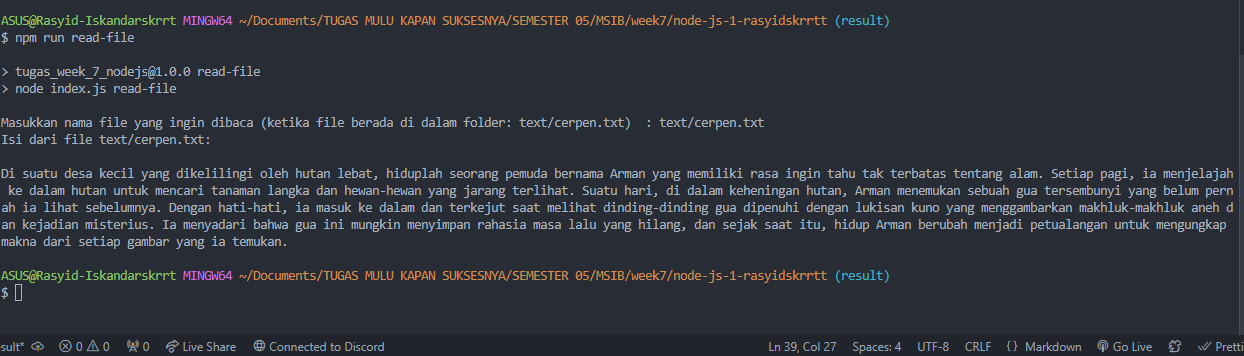 ASUS@Rasyid-Iskandarskrrt MINGW64 ~/Documents/TUGAS MULU KAPAN SUKSESNYA/SEMESTER 05/MSIB/week7/node-js-1-rasyidskrrtt (result)
$ npm run read-file
> tugas_week_7_nodejs@1.0.0 read-file
> node index.js read-file
Masukkan nama file yang ingin dibaca (ketika file berada di dalam folder: text/cerpen.txt)  : text/cerpen.txt
Isi dari file text/cerpen.txt:
Di suatu desa kecil yang dikelilingi oleh hutan lebat, hiduplah seorang pemuda bernama Arman yang memiliki rasa ingin tahu tak terbatas tentang alam. Setiap pagi, ia menjelajah
 ke dalam hutan untuk mencari tanaman langka dan hewan-hewan yang jarang terlihat. Suatu hari, di dalam keheningan hutan, Arman menemukan sebuah gua tersembunyi yang belum pern
ah ia lihat sebelumnya. Dengan hati-hati, ia masuk ke dalam dan terkejut saat melihat dinding-dinding gua dipenuhi dengan lukisan kuno yang menggambarkan makhluk-makhluk aneh d
an kejadian misterius. Ia menyadari bahwa gua ini mungkin menyimpan rahasia masa lalu yang hilang, dan sejak saat itu, hidup Arman berubah menjadi petualangan untuk mengungkap
makna dari setiap gambar yang ia temukan.
ASUS@Rasyid-Iskandarskrrt MINGW64 ~/Documents/TUGAS MULU KAPAN SUKSESNYA/SEMESTER 05/MSIB/week7/node-js-1-rasyidskrrtt (result)
$
esult* 0 0 0 Live Share Connected to Discord Ln 39, Col 27 Spaces: 4 UTF-8 CRLF {} Markdown Go Live Pretti